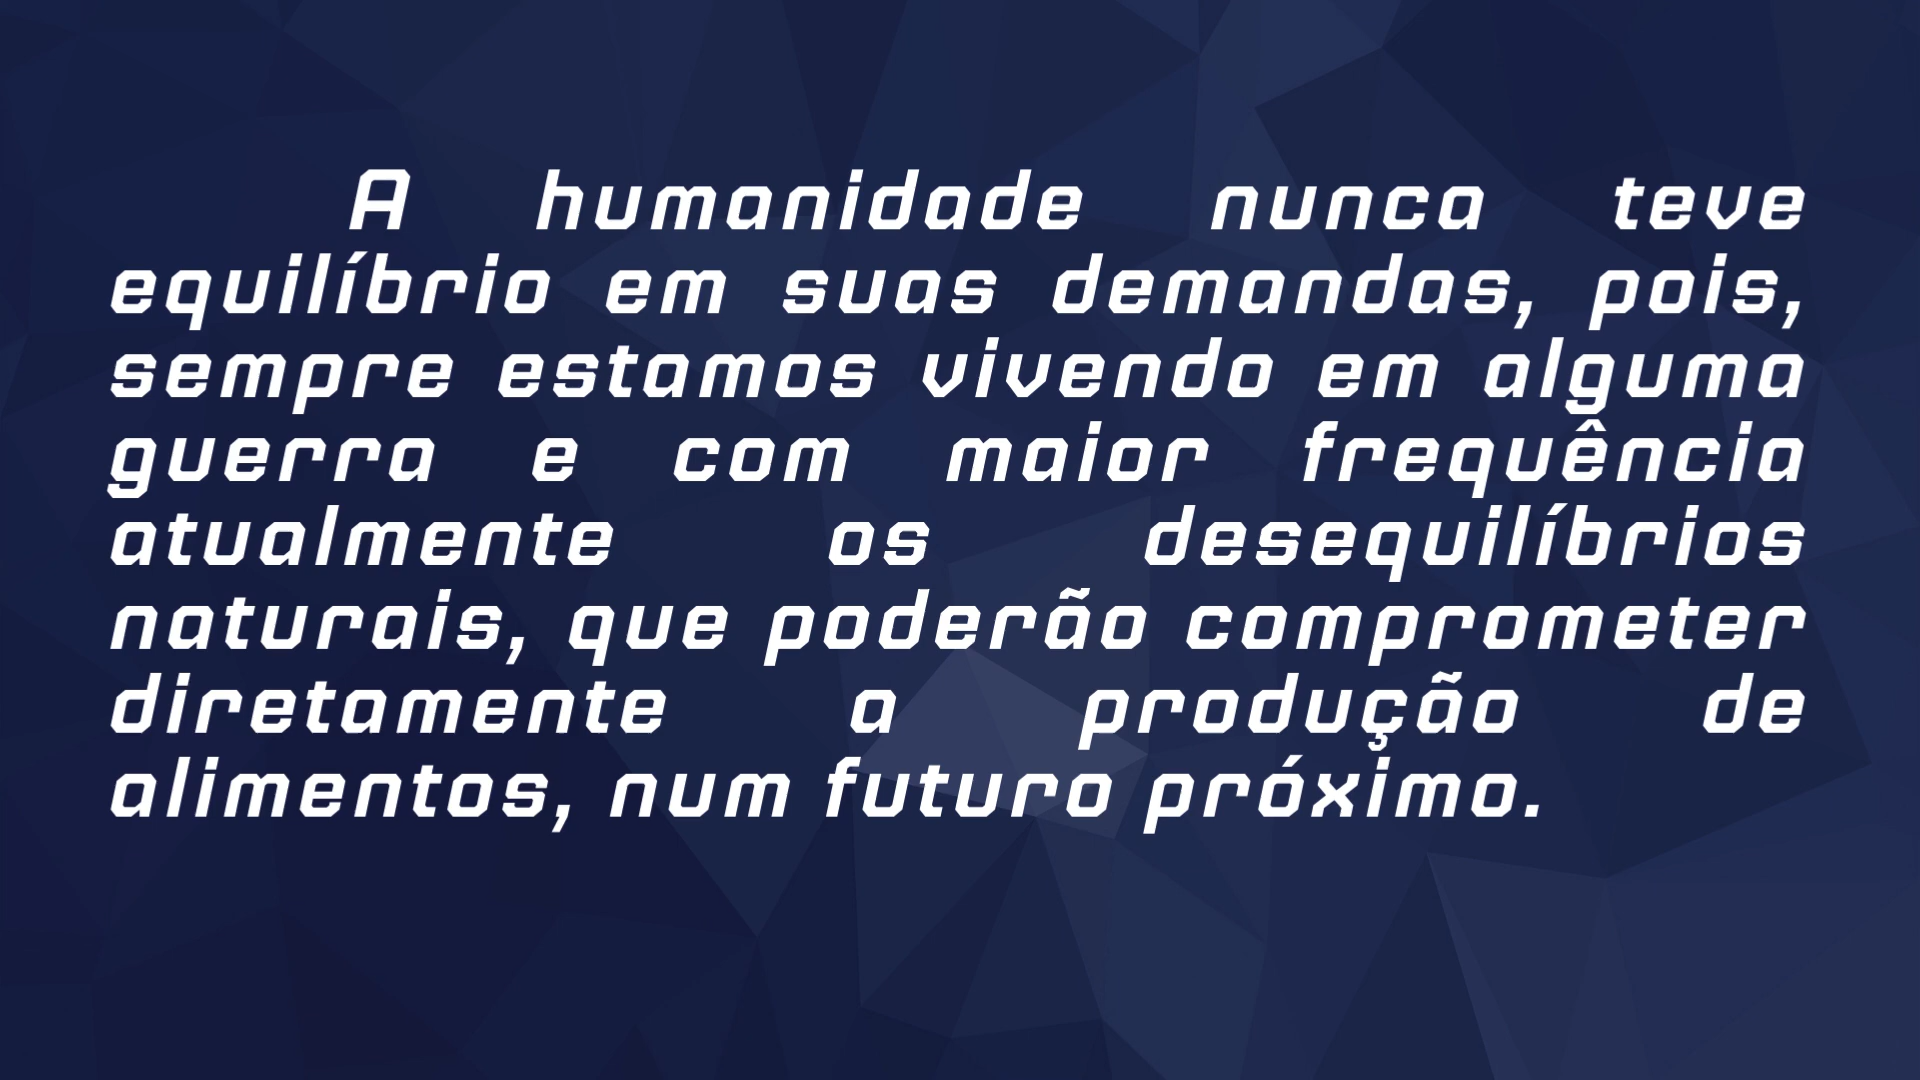 A humanidade nunca teve
equilíbrio em suas demandas, pois,
sempre estamos vivendo em alguma
guerra e com maior frequência
atualmente os desequilíbrios
naturais, que poderão comprometer
diretamente a produção de
alimentos, num futuro próximo.